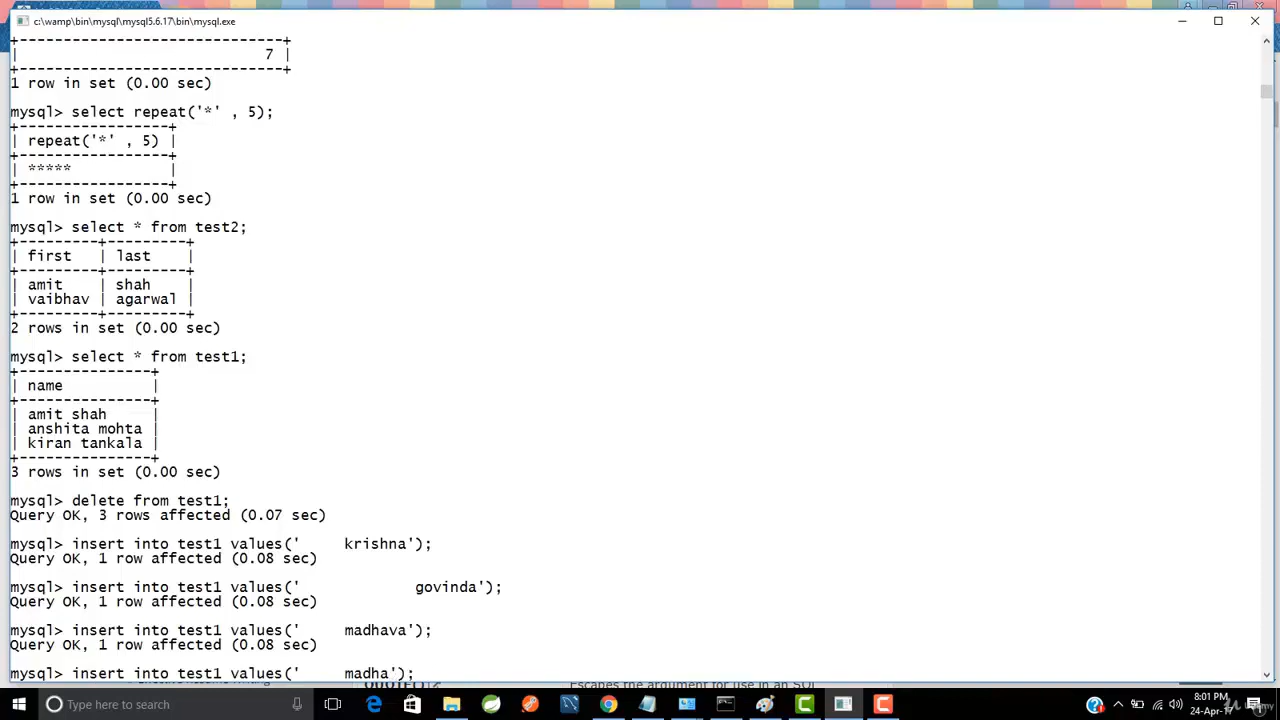 c:\wamp\bin\mysql\mysql5.6.17\bin\mysql.exe
+-------------------------------+
|                             7 |
+-------------------------------+
1 row in set (0.00 sec)
mysql> select repeat('*' , 5);
+-----------------+
| repeat('*' , 5) |
+-----------------+
| *****           |
+-----------------+
1 row in set (0.00 sec)
mysql> select * from test2;
+---------+---------+
| first   | last    |
+---------+---------+
| amit    | shah    |
| vaibhav | agarwal |
+---------+---------+
2 rows in set (0.00 sec)
mysql> select * from test1;
+---------------+
| name          |
+---------------+
| amit shah     |
| anshita mohta |
| kiran tankala |
+---------------+
3 rows in set (0.00 sec)
mysql> delete from test1;
Query OK, 3 rows affected (0.07 sec)
mysql> insert into test1 values('     krishna');
Query OK, 1 row affected (0.08 sec)
mysql> insert into test1 values('             govinda');
Query OK, 1 row affected (0.08 sec)
mysql> insert into test1 values('     madhava');
Query OK, 1 row affected (0.08 sec)
mysql> insert into test1 values('     madha');
Escapes the argument for use in an SQL
Type here to search
8:01 PM
24-Apr-